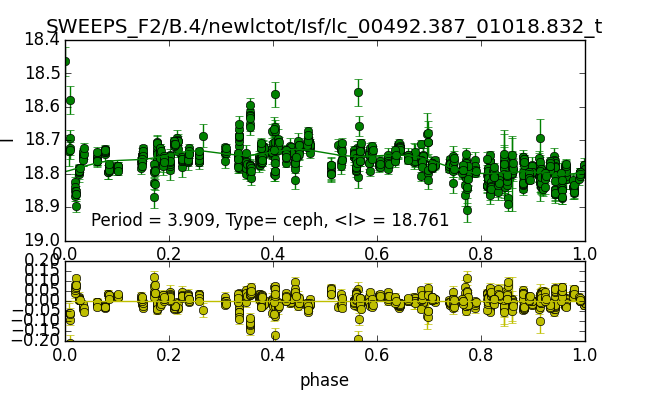 SWEEPS_F2/B.4/newlctot/Isf/lc_00492.387_01018.832_t
18.4
18.5
18.6
18.7
18.8
18.9
19.0
I
Period = 3.909, Type= ceph, <I> = 18.761
0.0 0.2 0.4 0.6 0.8 1.0
0.20
0.15
0.10
0.05
0.00
−0.05
−0.10
−0.15
−0.20
0.0 0.2 0.4 0.6 0.8 1.0
phase